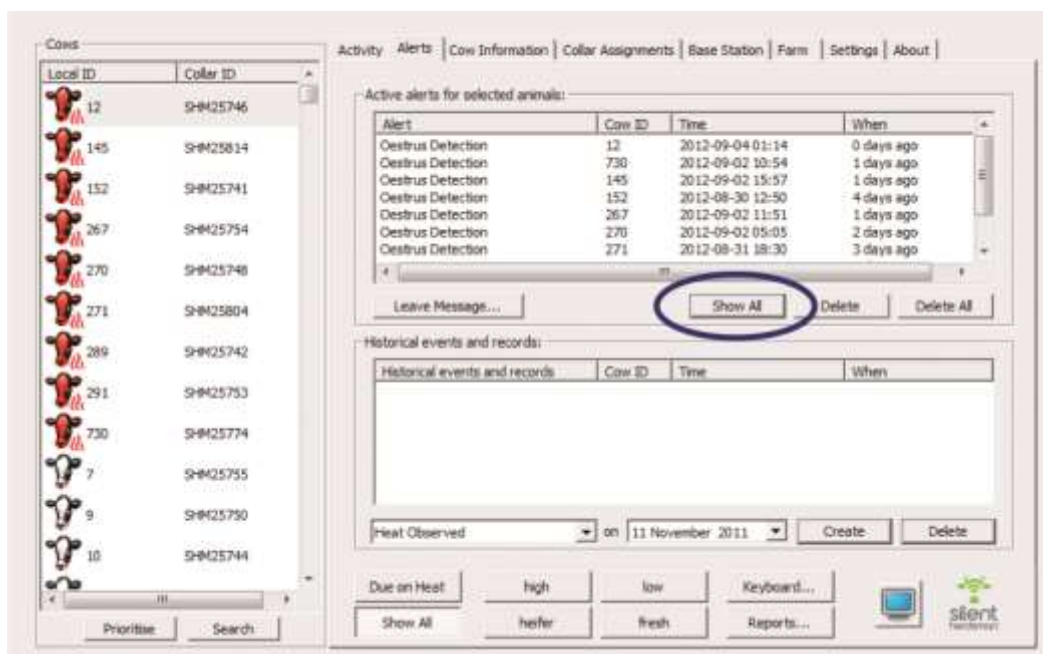 Cows
Local ID Collar ID
12 SHM25746
145 SHM25814
152 SHM25741
267 SHM25754
270 SHM25748
271 SHM25804
289 SHM25742
291 SHM25753
730 SHM25774
7 SHM25755
9 SHM25750
10 SHM25744
Prioritise Search
Activity Alerts Cow Information Collar Assignments Base Station Farm Settings About
Active alerts for selected animals:
Alert Cow ID Time When
Oestrus Detection 12 2012-09-04 01:14 0 days ago
Oestrus Detection 730 2012-09-02 10:54 1 days ago
Oestrus Detection 145 2012-09-02 15:57 1 days ago
Oestrus Detection 152 2012-08-30 12:50 4 days ago
Oestrus Detection 267 2012-09-02 11:51 1 days ago
Oestrus Detection 270 2012-09-02 05:05 2 days ago
Oestrus Detection 271 2012-08-31 18:30 3 days ago
Leave Message... Show All Delete Delete All
Historical events and records:
Historical events and records Cow ID Time When
Heat Observed on 11 November 2011 Create Delete
Due on Heat high low Keyboard...
Show All heifer fresh Reports...
silent